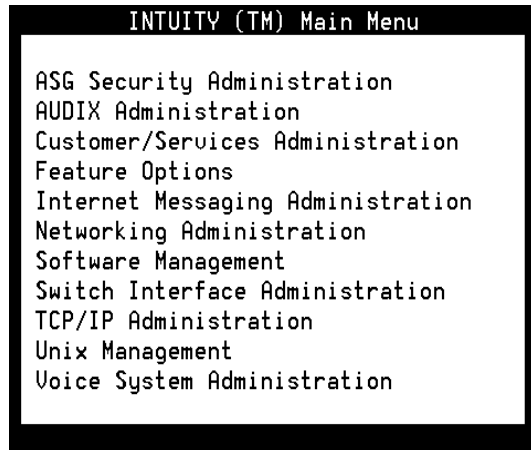 INTUITY (TM) Main Menu
ASG Security Administration
AUDIX Administration
Customer/Services Administration
Feature Options
Internet Messaging Administration
Networking Administration
Software Management
Switch Interface Administration
TCP/IP Administration
Unix Management
Voice System Administration